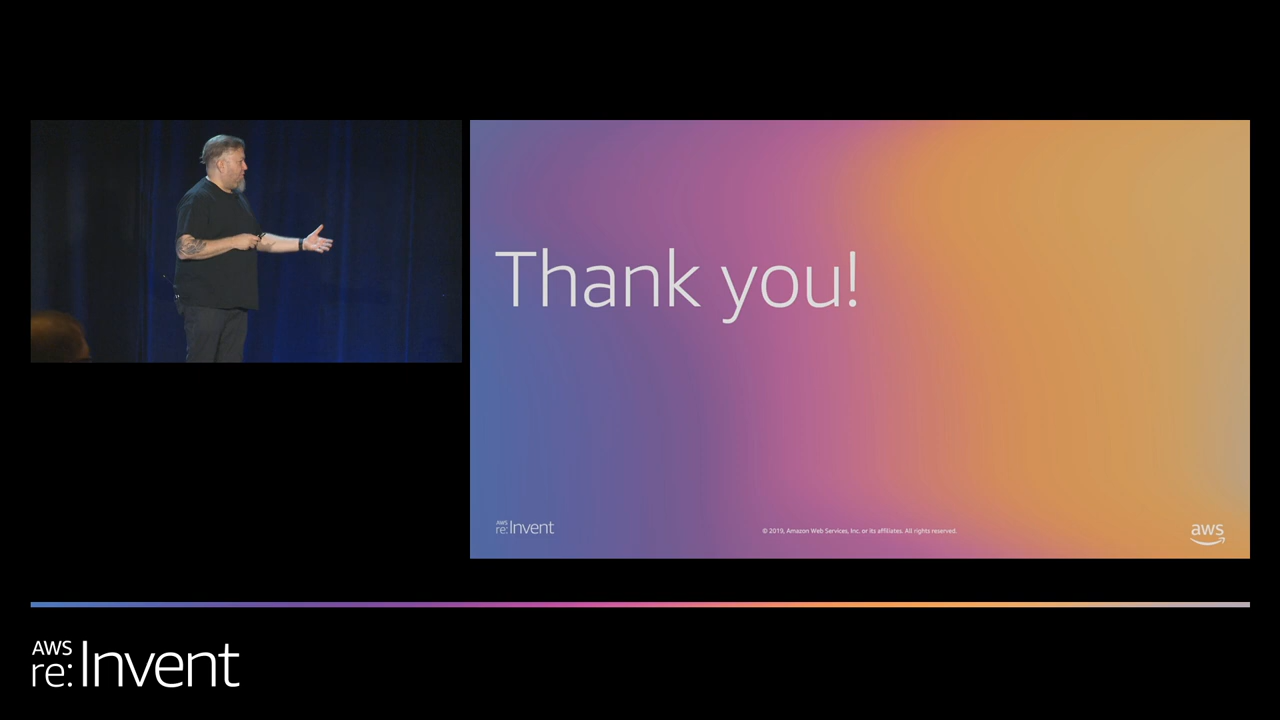 Thank you!
AWS
re:Invent
© 2019, Amazon Web Services, Inc. or its affiliates. All rights reserved.
aws
AWS
re:Invent